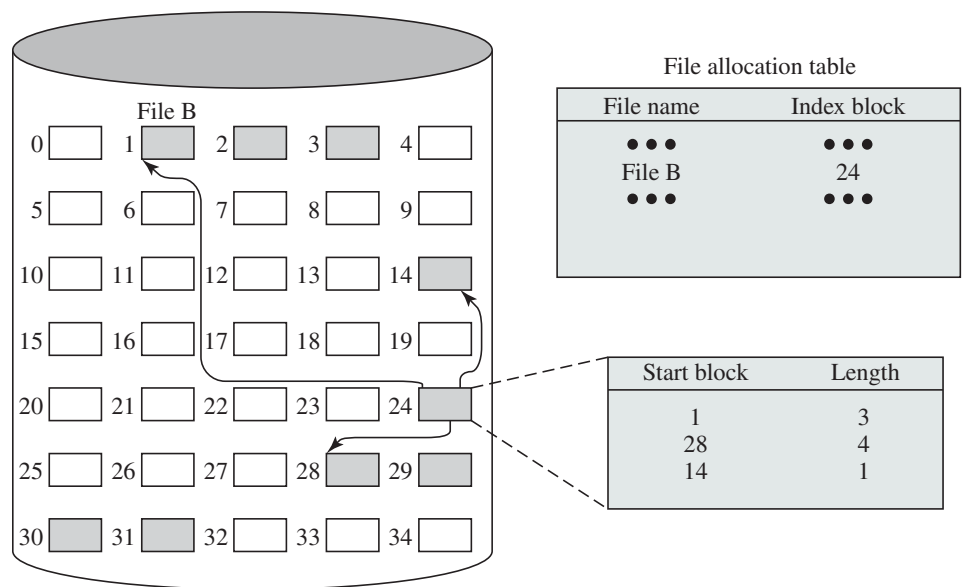 File allocation table
File name Index block
••• •••
File B 24
••• •••
File B
0 1 2 3 4
5 6 7 8 9
10 11 12 13 14
15 16 17 18 19
20 21 22 23 24
25 26 27 28 29
30 31 32 33 34
Start block Length
1 3
28 4
14 1